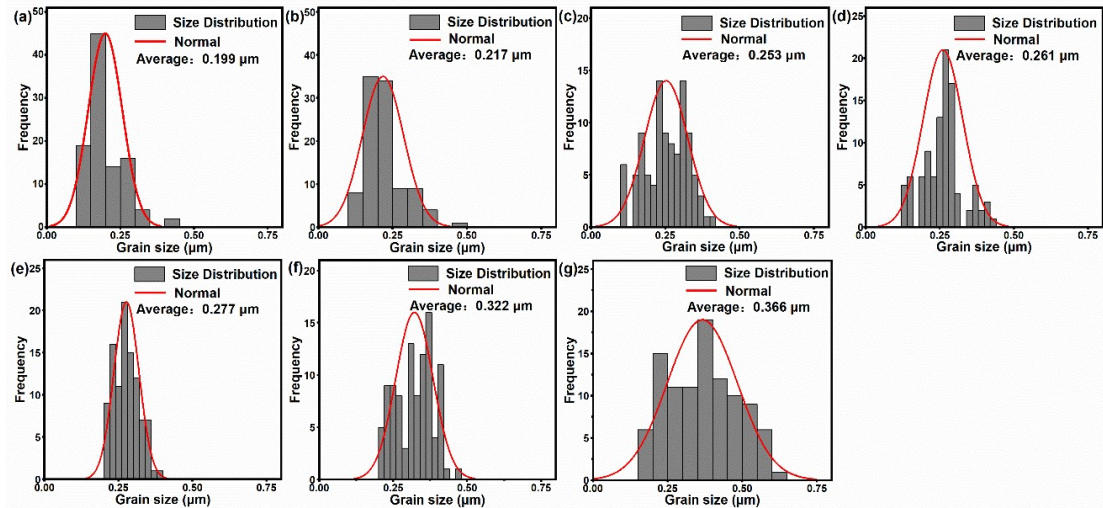 (a)
Size Distribution
Normal
Average：0.199 μm
50
40
30
20
10
0
Frequency
0.00 0.25 0.50 0.75
Grain size (μm)
(b)
Size Distribution
Normal
Average：0.217 μm
50
40
30
20
10
0
Frequency
0.00 0.25 0.50 0.75
Grain size (μm)
(c)
Size Distribution
Normal
Average：0.253 μm
20
15
10
5
0
Frequency
0.00 0.25 0.50 0.75
Grain size (μm)
(d)
Size Distribution
Normal
Average：0.261 μm
25
20
15
10
5
0
Frequency
0.00 0.25 0.50 0.75
Grain size (μm)
(e)
Size Distribution
Normal
Average：0.277 μm
25
20
15
10
5
0
Frequency
0.00 0.25 0.50 0.75
Grain size (μm)
(f)
Size Distribution
Normal
Average：0.322 μm
20
15
10
5
0
Frequency
0.00 0.25 0.50 0.75
Grain size (μm)
(g)
Size Distribution
Normal
Average：0.366 μm
25
20
15
10
5
0
Frequency
0.00 0.25 0.50 0.75
Grain size (μm)